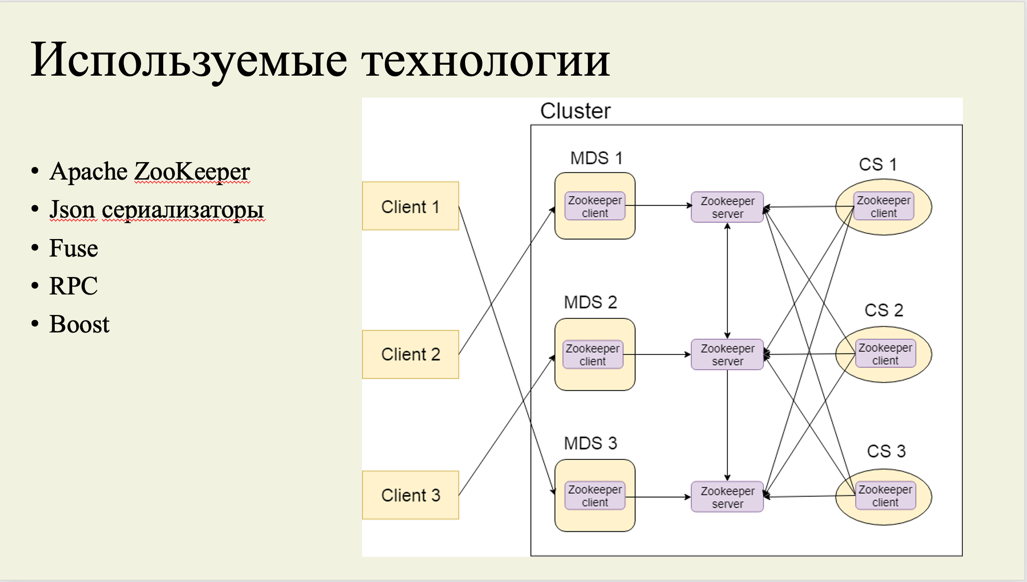 Используемые технологии
• Apache ZooKeeper
• Json сериализаторы
• Fuse
• RPC
• Boost
Cluster
Client 1
Client 2
Client 3
MDS 1
Zookeeper
client
MDS 2
Zookeeper
client
MDS 3
Zookeeper
client
Zookeeper
server
Zookeeper
server
Zookeeper
server
CS 1
Zookeeper
client
CS 2
Zookeeper
client
CS 3
Zookeeper
client